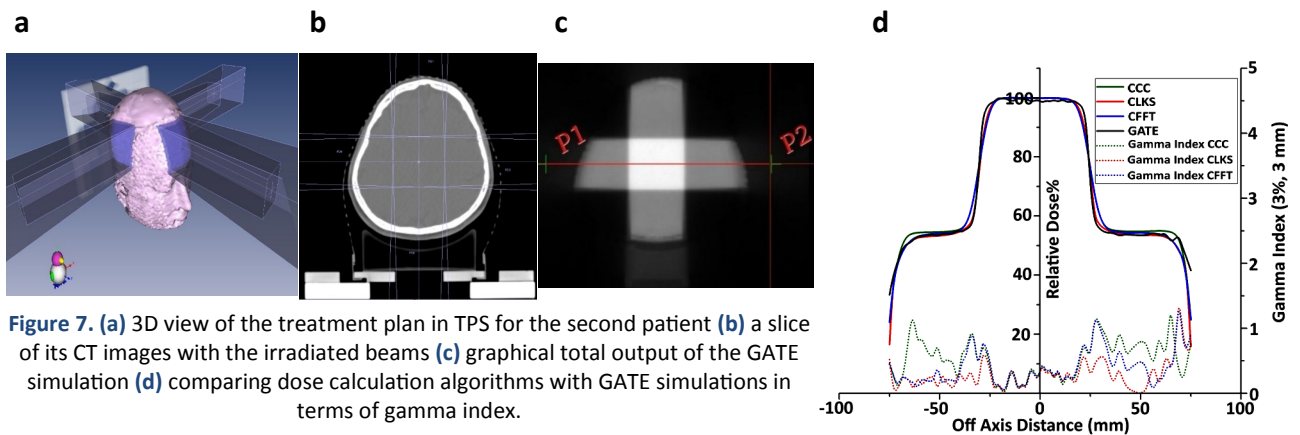 a
b
c
d
P1
P2
CCC
CLKS
CFFT
GATE
Gamma Index CCC
Gamma Index CLKS
Gamma Index CFFT
100
80
60
40
20
Relative Dose%
5
4
3
2
1
0
Gamma Index (3%, 3 mm)
-100
-50
0
50
100
Off Axis Distance (mm)
Figure 7. (a) 3D view of the treatment plan in TPS for the second patient (b) a slice
of its CT images with the irradiated beams (c) graphical total output of the GATE
simulation (d) comparing dose calculation algorithms with GATE simulations in
terms of gamma index.